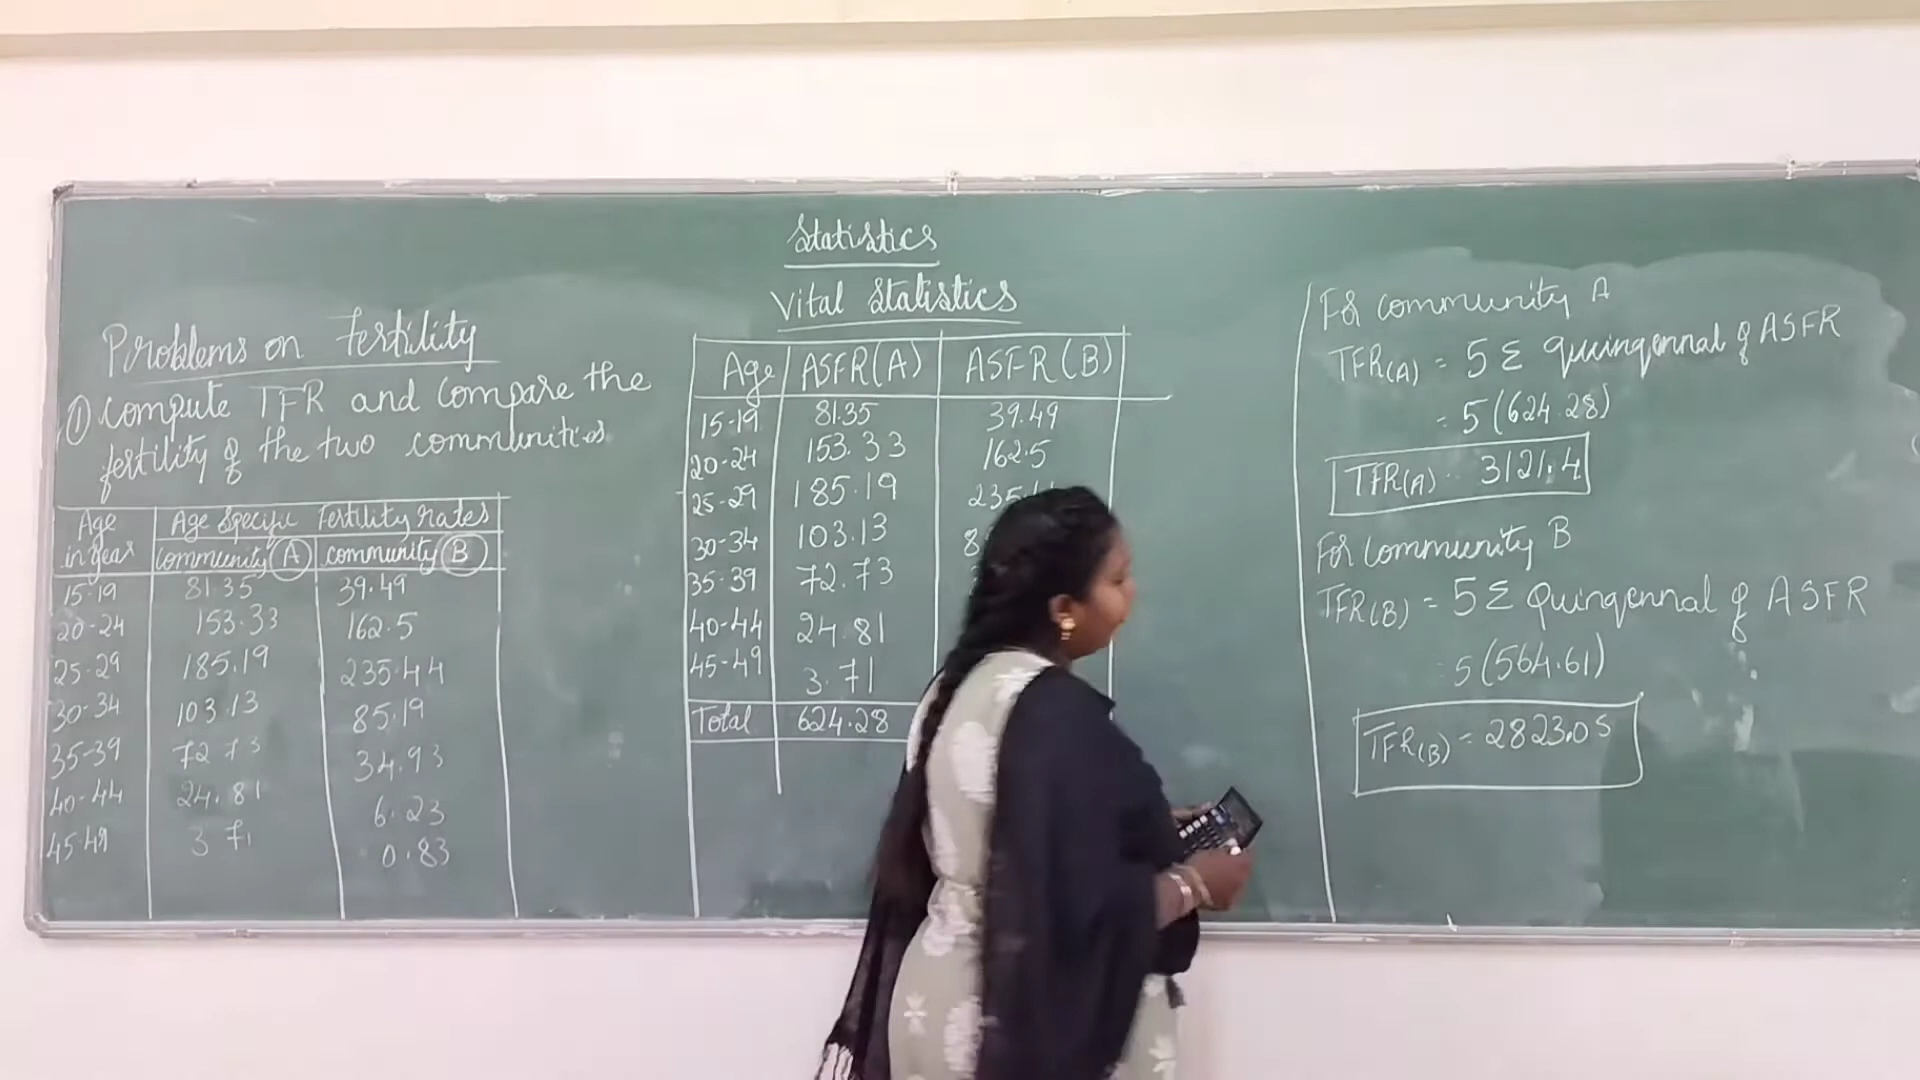 Statistics
Vital Statistics
Problems on Fertility
① Compute TFR and compare the
fertility of the two communities.
Age in year | Age Specific Fertility rates
community A | community B
15-19 | 81.35 | 39.49
20-24 | 153.33 | 162.5
25-29 | 185.19 | 235.44
30-34 | 103.13 | 85.19
35-39 | 72.73 | 34.93
40-44 | 24.81 | 6.23
45-49 | 3.71 | 0.83
Age | ASFR(A) | ASFR(B)
15-19 | 81.35 | 39.49
20-24 | 153.33 | 162.5
25-29 | 185.19 | 235
30-34 | 103.13 | 8
35-39 | 72.73
40-44 | 24.81
45-49 | 3.71
Total | 624.28
For community A
TFR(A) = 5 Σ quinqennal of ASFR
= 5(624.28)
TFR(A) = 3121.4
For Community B
TFR(B) = 5 Σ quinqennal of ASFR
= 5(564.61)
TFR(B) = 2823.05